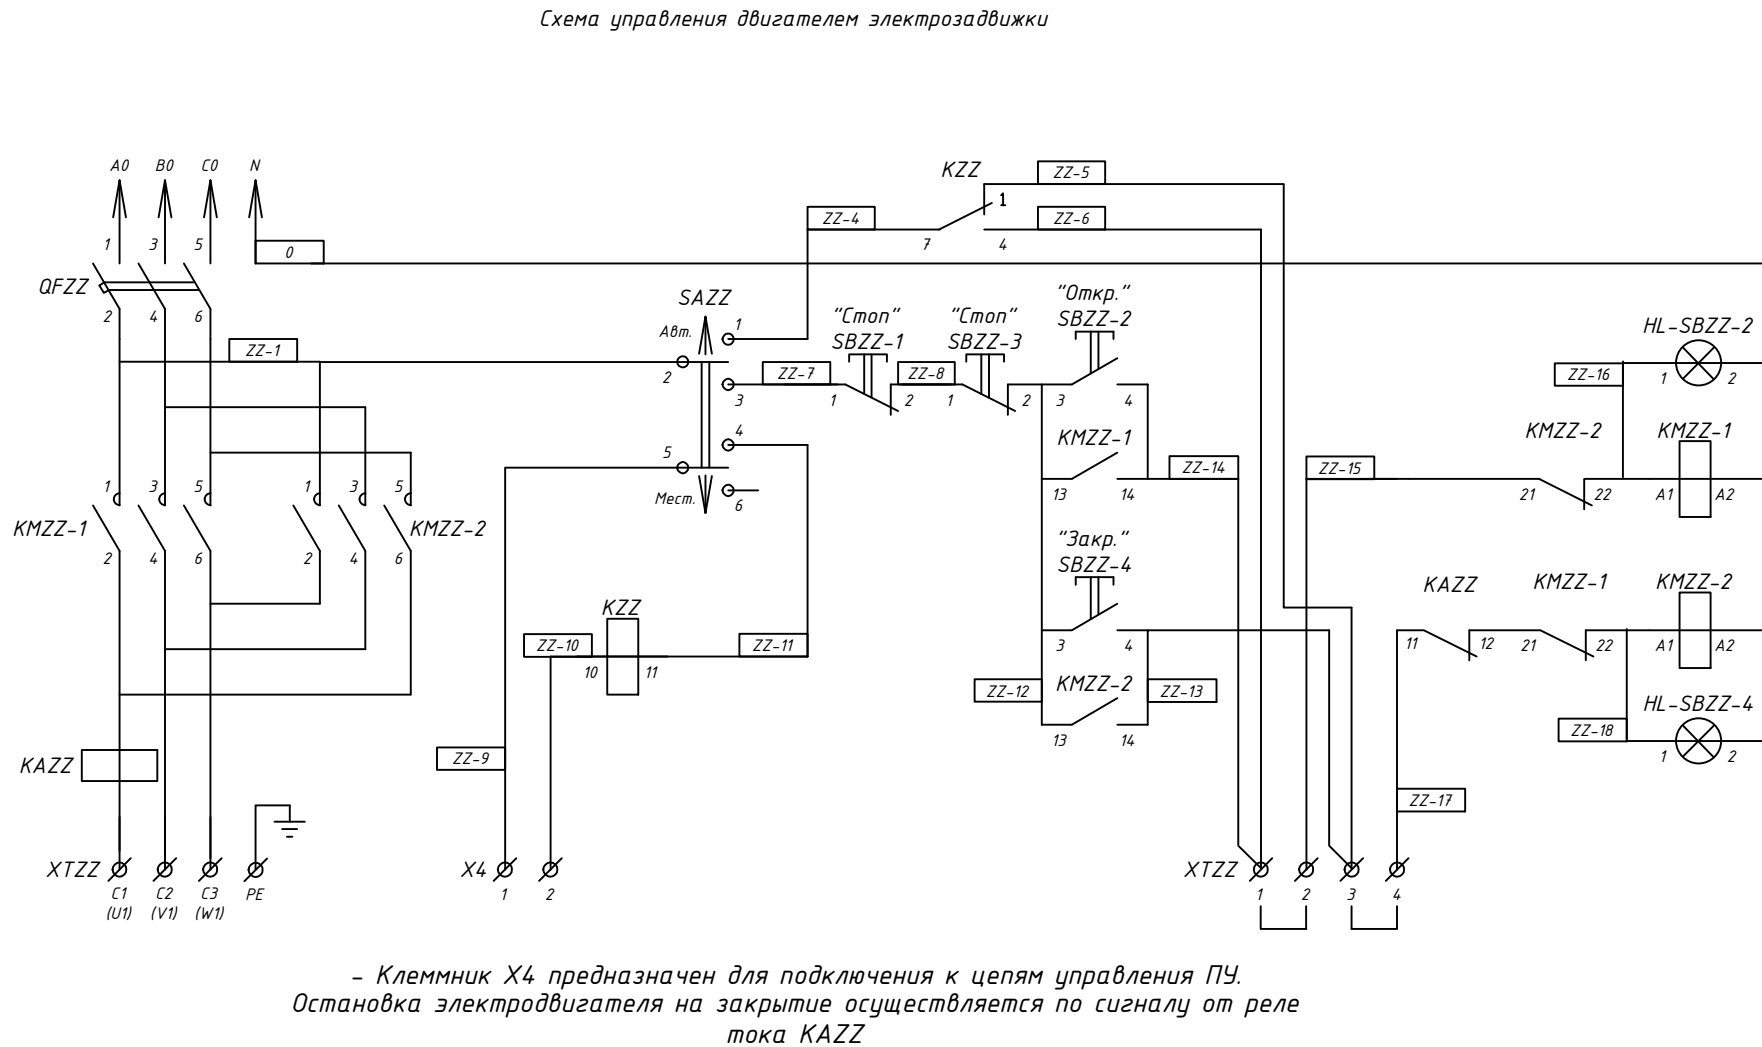 Схема управления двигателем электрозадвижки
A0 B0 C0 N
KZZ ZZ-5
1
ZZ-4 ZZ-6
7 4
1 3 5 0
QFZZ
2 4 6
SAZZ
Авт. 1
"Стоп" "Стоп" "Откр."
SBZZ-1 SBZZ-3 SBZZ-2
HL-SBZZ-2
ZZ-1
2 ZZ-7 ZZ-8 ZZ-16 1 2
3 1 2 1 2 3 4
4 KMZZ-1 KMZZ-2 KMZZ-1
5 ZZ-14 ZZ-15
1 3 5 1 3 5 Мест. 6 13 14 21 22 A1 A2
KMZZ-1 KMZZ-2
2 4 6 2 4 6
"Закр."
SBZZ-4
KAZZ KMZZ-1 KMZZ-2
KZZ
ZZ-10 ZZ-11 3 4 11 12 21 22 A1 A2
10 11
ZZ-12 KMZZ-2 ZZ-13
HL-SBZZ-4
ZZ-18
13 14 1 2
ZZ-9
KAZZ
ZZ-17
XTZZ X4 XTZZ
C1 C2 C3 PE 1 2 1 2 3 4
(U1) (V1) (W1)
- Клеммник X4 предназначен для подключения к цепям управления ПУ.
Остановка электродвигателя на закрытие осуществляется по сигналу от реле
тока KAZZ